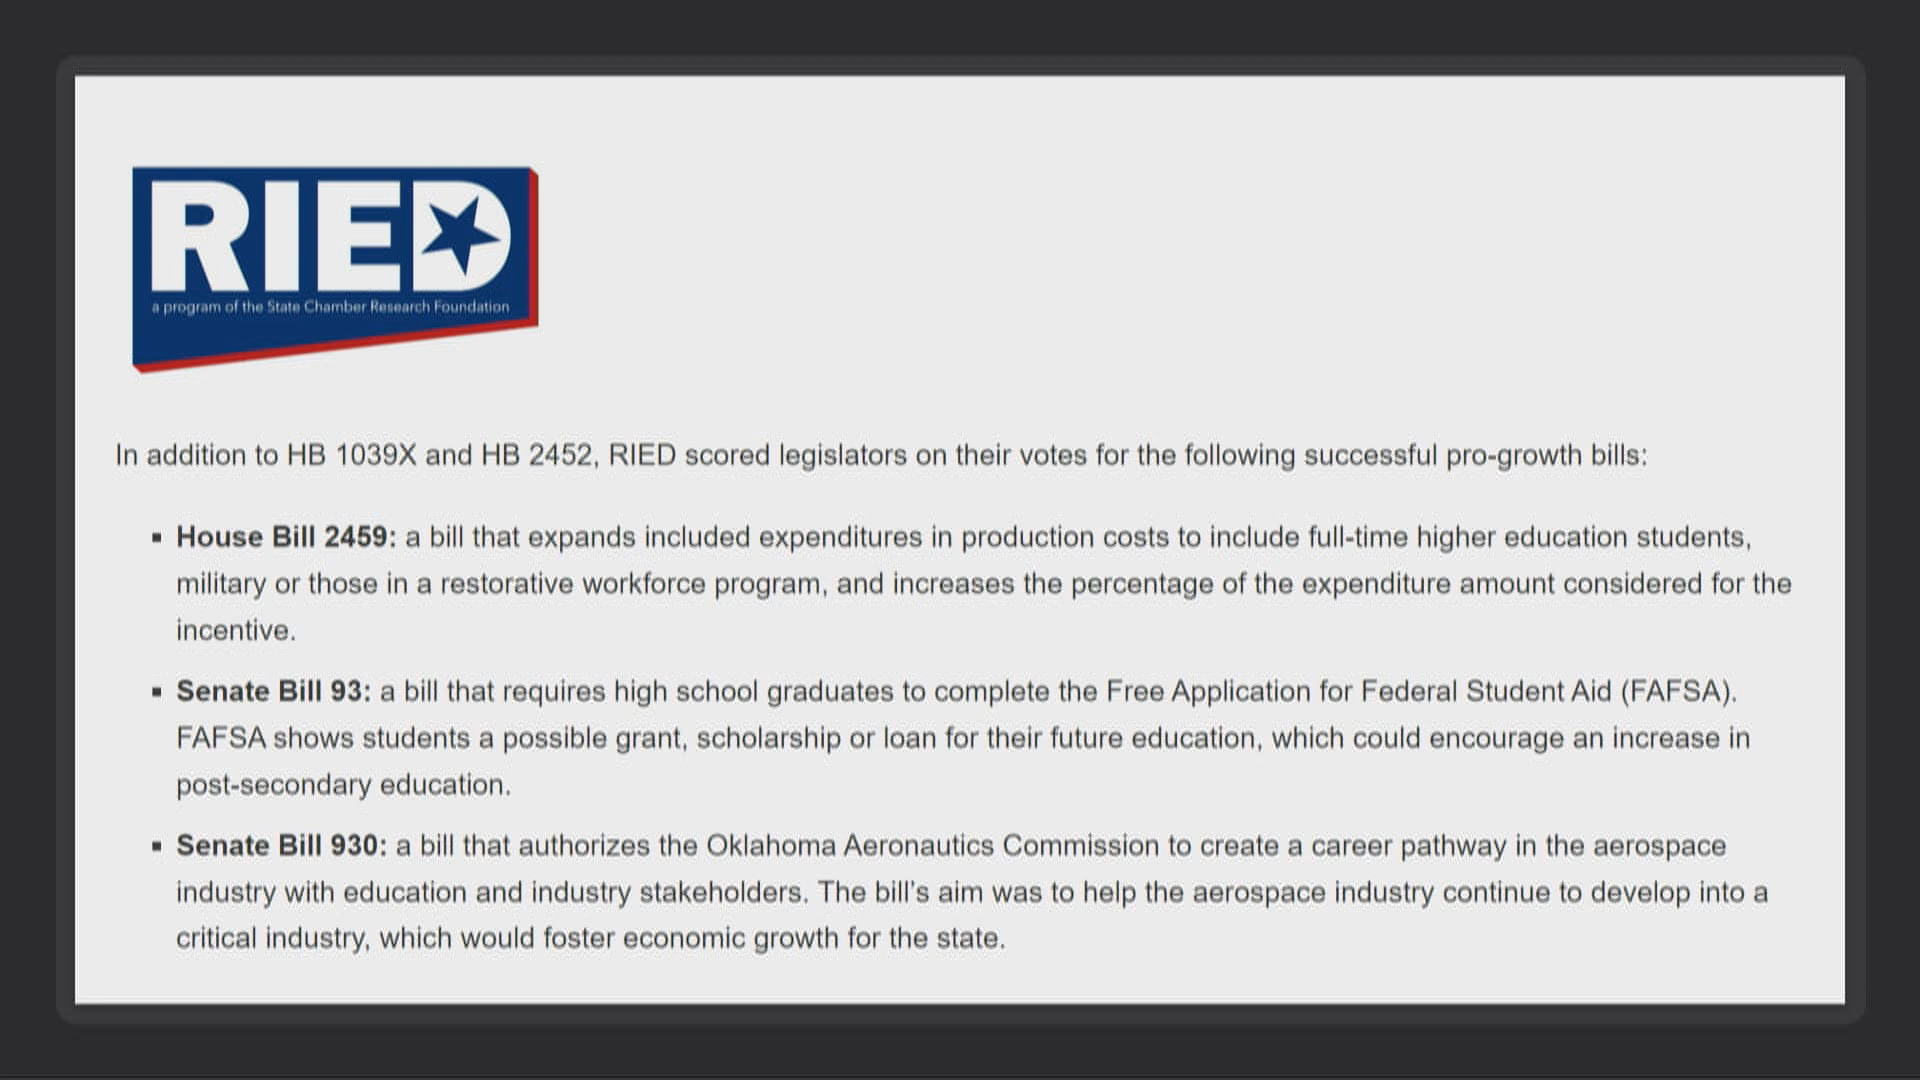 RIED
a program of the State Chamber Research Foundation
In addition to HB 1039X and HB 2452, RIED scored legislators on their votes for the following successful pro-growth bills:
▪ House Bill 2459: a bill that expands included expenditures in production costs to include full-time higher education students,
military or those in a restorative workforce program, and increases the percentage of the expenditure amount considered for the
incentive.
▪ Senate Bill 93: a bill that requires high school graduates to complete the Free Application for Federal Student Aid (FAFSA).
FAFSA shows students a possible grant, scholarship or loan for their future education, which could encourage an increase in
post-secondary education.
▪ Senate Bill 930: a bill that authorizes the Oklahoma Aeronautics Commission to create a career pathway in the aerospace
industry with education and industry stakeholders. The bill's aim was to help the aerospace industry continue to develop into a
critical industry, which would foster economic growth for the state.